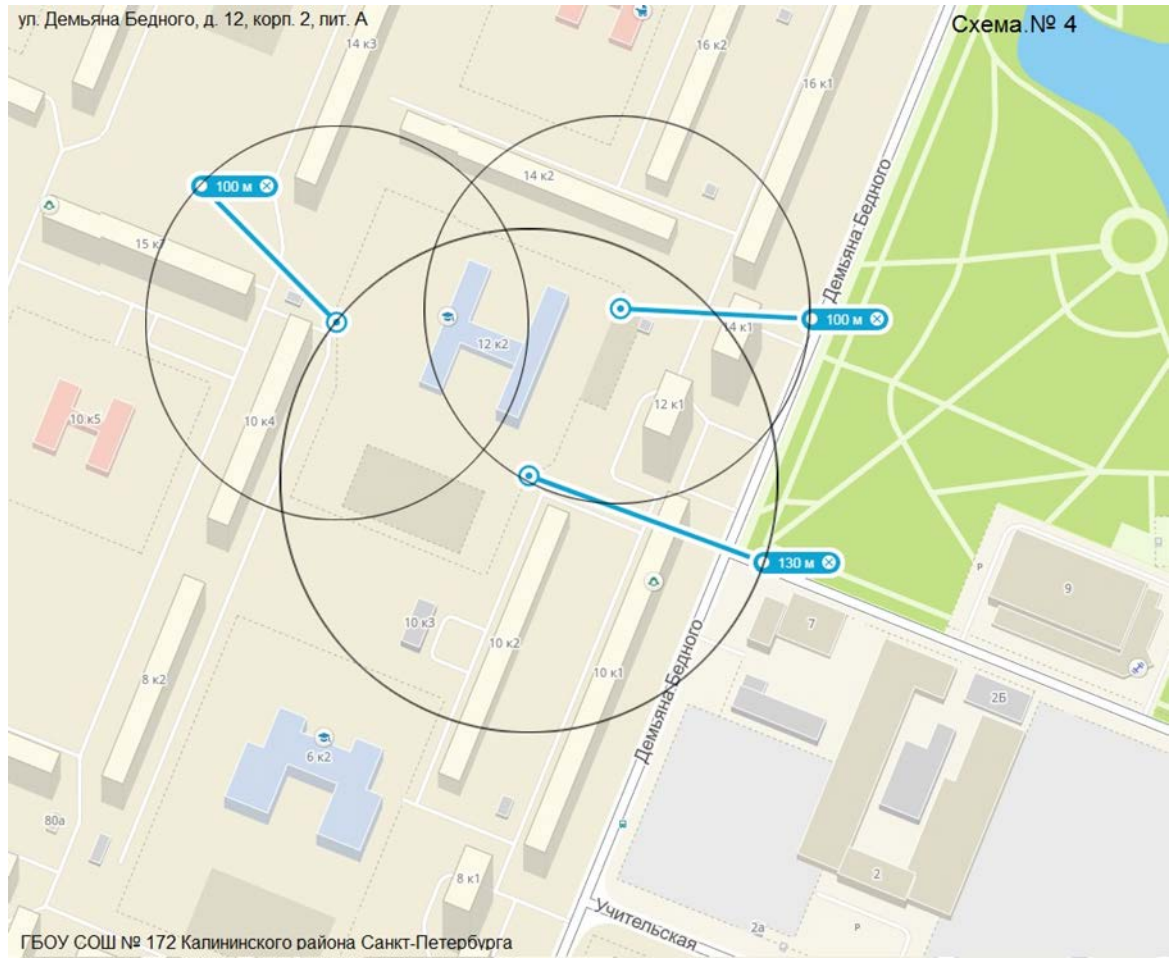 ул. Демьяна Бедного, д. 12, корп. 2, лит. А
Схема.№ 4
14 к3
16 к2
16 к1
14 к2
100 м
15 к7
Демьяна Бедного
100 м
14 к1
12 к2
12 к1
10 к5
10 к4
130 м
Р
9
7
10 к3
10 к2
10 к1
8 к2
Демьяна Бедного
2Б
6 к2
80а
8 к1
2
Учительская
2а
Р
ГБОУ СОШ № 172 Калининского района Санкт-Петербурга